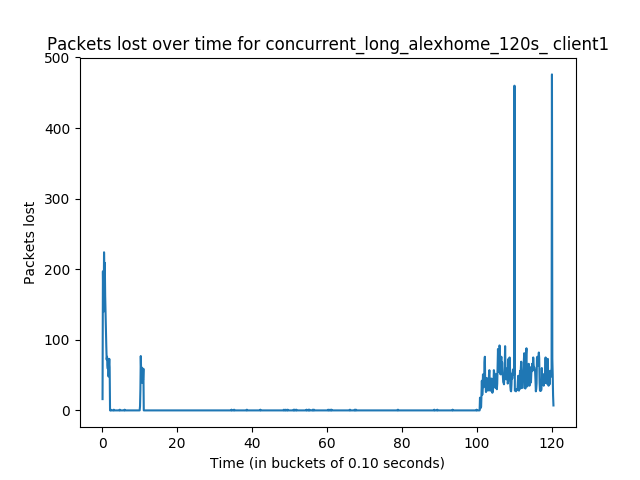 Packets lost over time for concurrent_long_alexhome_120s_ client1
500
400
300
200
100
0
Packets lost
0 20 40 60 80 100 120
Time (in buckets of 0.10 seconds)